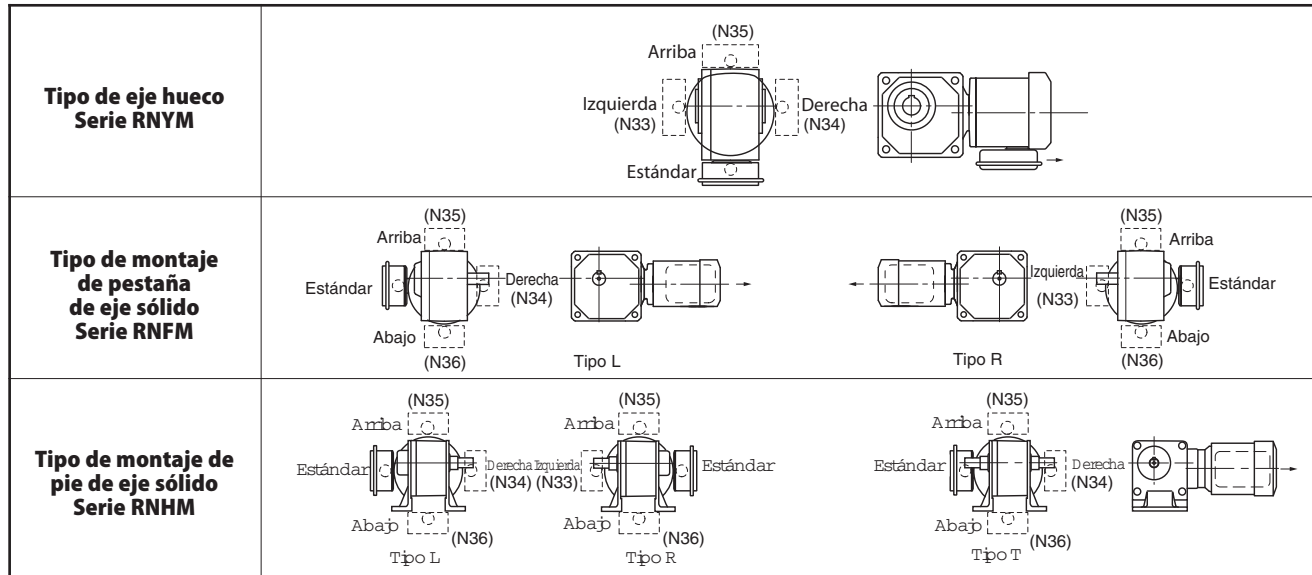 Tipo de eje hueco
Serie RNYM
(N35)
Arriba
Izquierda
(N33)
Derecha
(N34)
Estándar
Tipo de montaje
de pestaña
de eje sólido
Serie RNFM
(N35)
Arriba
Estándar
Derecha
(N34)
Abajo
(N36)
Tipo L
(N35)
Arriba
Izquierda
(N33)
Estándar
Abajo
(N36)
Tipo R
Tipo de montaje de
pie de eje sólido
Serie RNHM
(N35)
Arriba
Estándar
Derecha
(N34)
Abajo
(N36)
Tipo L
(N35)
Arriba
Izquierda
(N33)
Estándar
Abajo
(N36)
Tipo R
(N35)
Arriba
Estándar
Derecha
(N34)
Abajo
(N36)
Tipo T